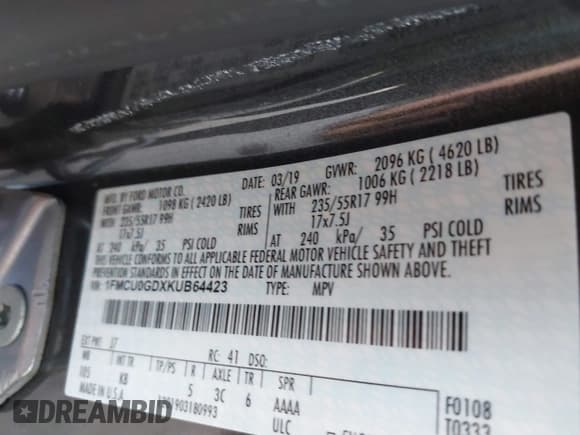 MFD. BY FORD MOTOR CO.
DATE: 03/19 GVWR: 2096 KG ( 4620 LB)
FRONT GAWR: 1098 KG ( 2420 LB)
REAR GAWR: 1006 KG ( 2218 LB)
WITH 235/55R17 99H TIRES
WITH 235/55R17 99H TIRES
17x7.5J RIMS
17x7.5J RIMS
AT 240 kPa/ 35 PSI COLD
AT 240 kPa/ 35 PSI COLD
THIS VEHICLE CONFORMS TO ALL APPLICABLE FEDERAL MOTOR VEHICLE SAFETY AND THEFT
PREVENTION STANDARDS IN EFFECT ON THE DATE OF MANUFACTURE SHOWN ABOVE.
VIN: 1FMCU0GDXKUB64423 TYPE: MPV
EXT PNT: J7 RC: 41 DSO:
WB INT TR TP/PS R AXLE TR SPR
105 KB 5 3C 6 AAAA F0108
MADE IN U.S.A. ULC T0333
DREAMBID